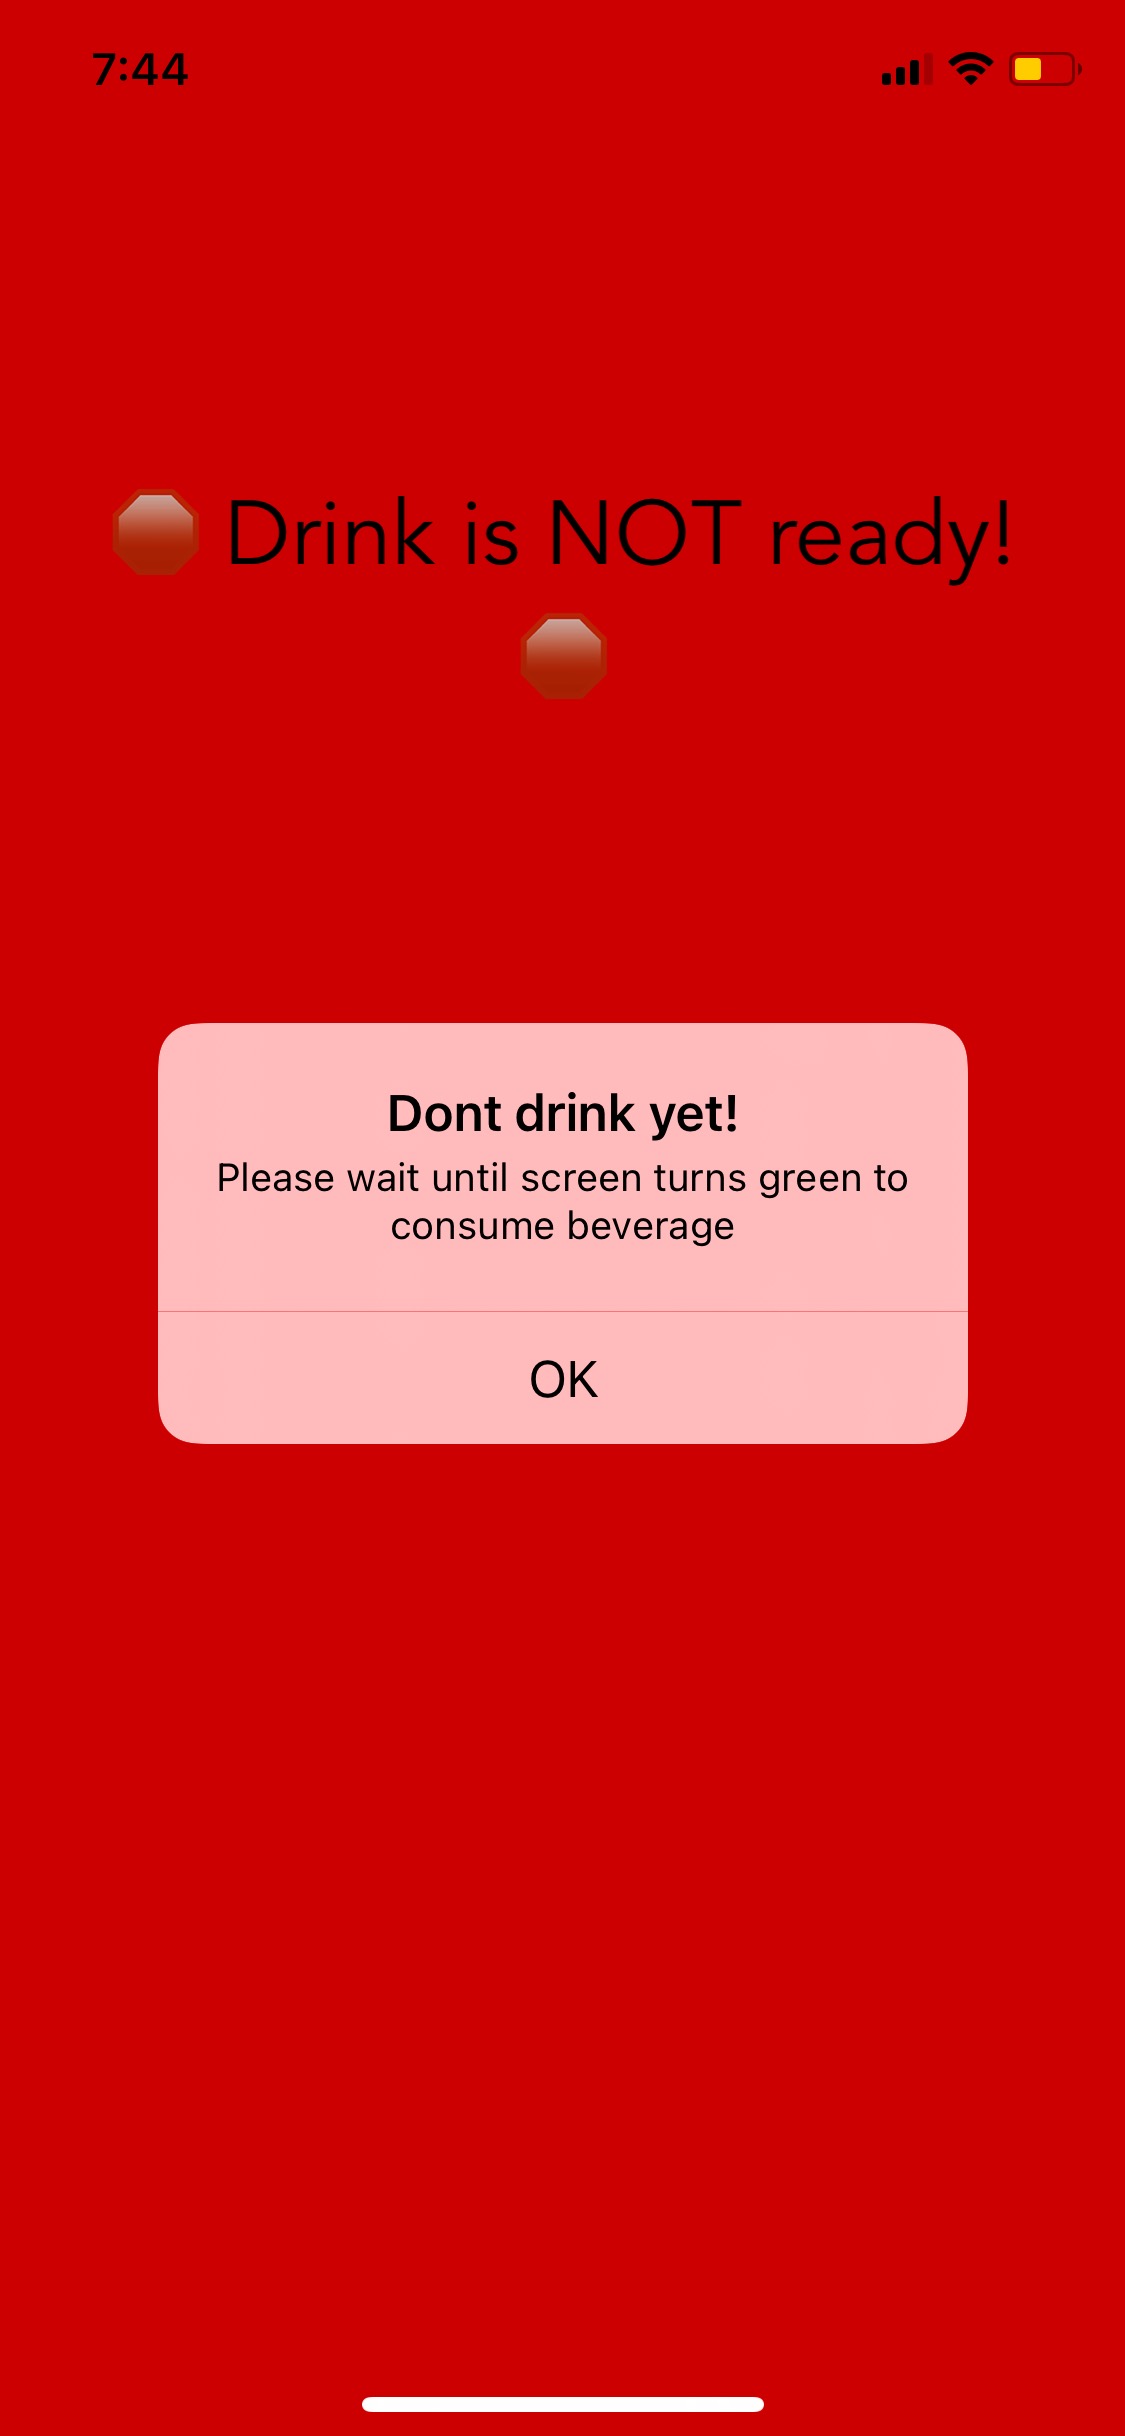 7:44
🛑 Drink is NOT ready!
🛑
Dont drink yet!
Please wait until screen turns green to
consume beverage
OK